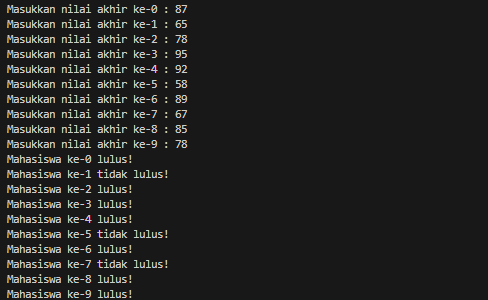 Masukkan nilai akhir ke-0 : 87
Masukkan nilai akhir ke-1 : 65
Masukkan nilai akhir ke-2 : 78
Masukkan nilai akhir ke-3 : 95
Masukkan nilai akhir ke-4 : 92
Masukkan nilai akhir ke-5 : 58
Masukkan nilai akhir ke-6 : 89
Masukkan nilai akhir ke-7 : 67
Masukkan nilai akhir ke-8 : 85
Masukkan nilai akhir ke-9 : 78
Mahasiswa ke-0 lulus!
Mahasiswa ke-1 tidak lulus!
Mahasiswa ke-2 lulus!
Mahasiswa ke-3 lulus!
Mahasiswa ke-4 lulus!
Mahasiswa ke-5 tidak lulus!
Mahasiswa ke-6 lulus!
Mahasiswa ke-7 tidak lulus!
Mahasiswa ke-8 lulus!
Mahasiswa ke-9 lulus!